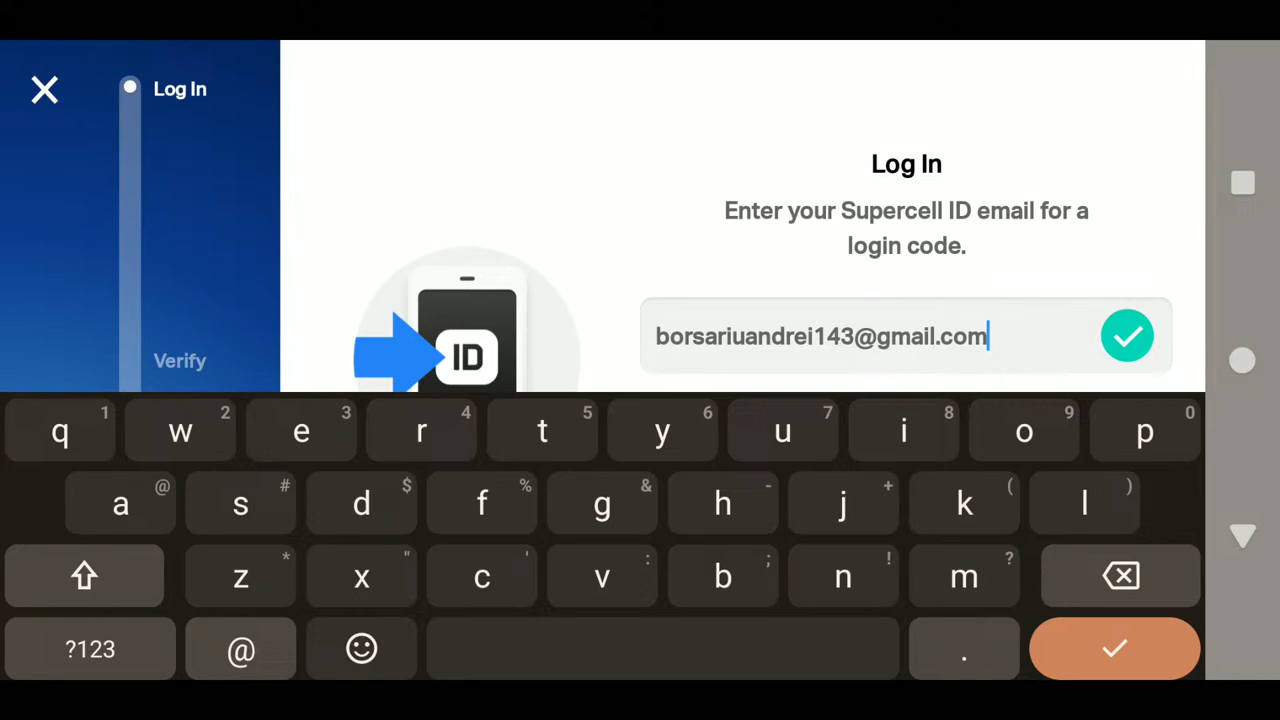 Log In
Log In
Enter your Supercell ID email for a
login code.
ID
borsariuandrei143@gmail.com
Verify
1 2 3 4 5 6 7 8 9 0
q w e r t y u i o p
@ # $ % & - + ( )
a s d f g h j k l
* " ' : ; ! ?
z x c v b n m
?123 @ .